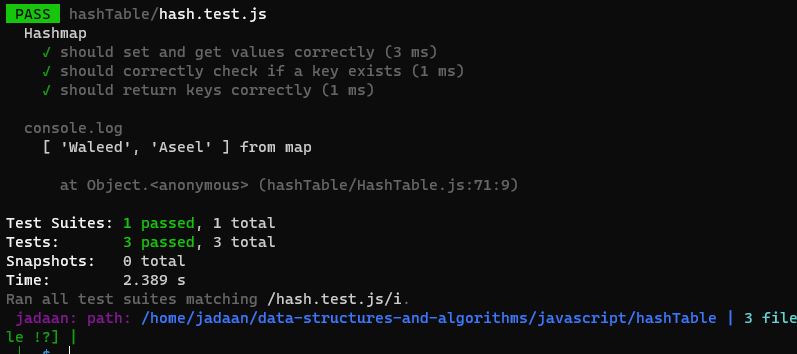 PASS hashTable/hash.test.js
Hashmap
✓ should set and get values correctly (3 ms)
✓ should correctly check if a key exists (1 ms)
✓ should return keys correctly (1 ms)
console.log
[ 'Waleed', 'Aseel' ] from map
at Object.<anonymous> (hashTable/HashTable.js:71:9)
Test Suites: 1 passed, 1 total
Tests: 3 passed, 3 total
Snapshots: 0 total
Time: 2.389 s
Ran all test suites matching /hash.test.js/i.
jadaan: path: /home/jadaan/data-structures-and-algorithms/javascript/hashTable | 3 file
le !?] |